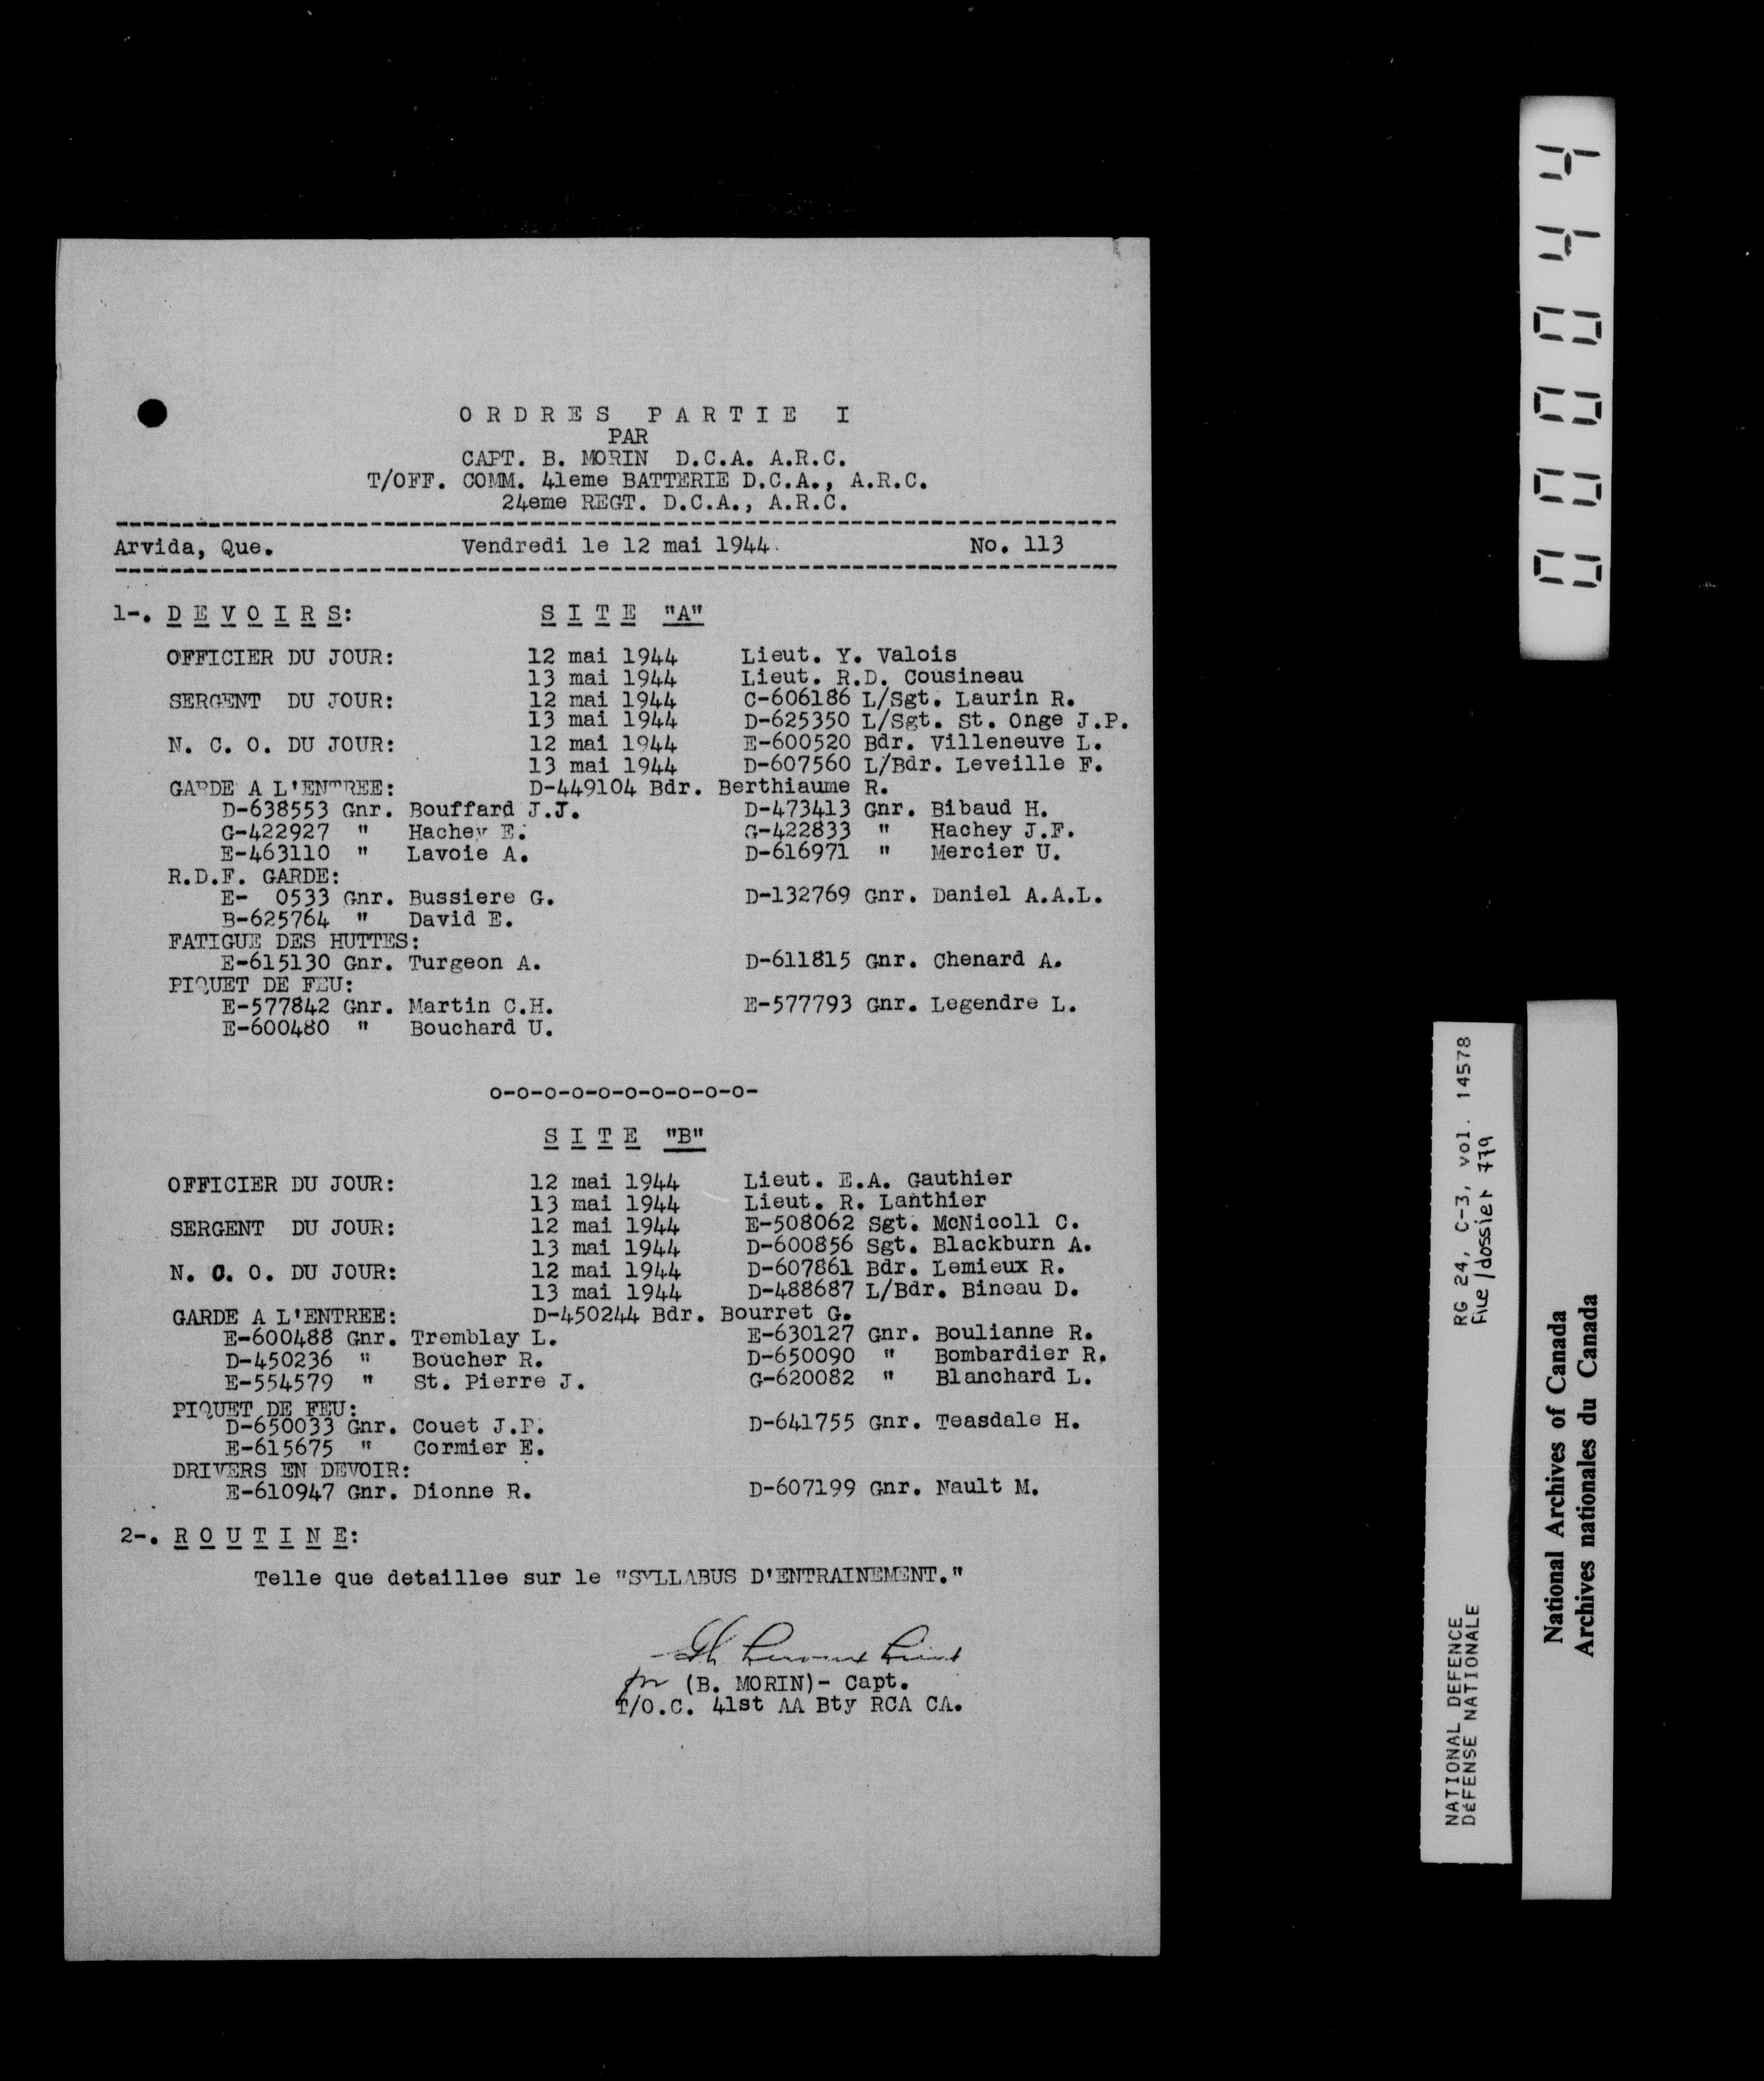 O R D R E S P A R T I E I
PAR
CAPT. B. MORIN D.C.A. A.R.C.
T/OFF. COMM. 41eme BATTERIE D.C.A., A.R.C.
24eme REGT. D.C.A., A.R.C.
Arvida, Que. Vendredi le 12 mai 1944. No. 113
1-. D E V O I R S: S I T E "A"
OFFICIER DU JOUR: 12 mai 1944 Lieut. Y. Valois
13 mai 1944 Lieut. R.D. Cousineau
SERGENT DU JOUR: 12 mai 1944 C-606186 L/Sgt. Laurin R.
13 mai 1944 D-625350 L/Sgt. St. Onge J.P.
N. C. O. DU JOUR: 12 mai 1944 E-600520 Bdr. Villeneuve L.
13 mai 1944 D-607560 L/Bdr. Leveille F.
GARDE A L'ENTREE: D-449104 Bdr. Berthiaume R.
D-638553 Gnr. Bouffard J.J. D-473413 Gnr. Bibaud H.
G-422927 " Hachey E. G-422833 " Hachey J.F.
E-463110 " Lavoie A. D-616971 " Mercier U.
R.D.F. GARDE:
E- 0533 Gnr. Bussiere G. D-132769 Gnr. Daniel A.A.L.
B-625764 " David E.
FATIGUE DES HUTTES:
E-615130 Gnr. Turgeon A. D-611815 Gnr. Chenard A.
PIQUET DE FEU:
E-577842 Gnr. Martin C.H. E-577793 Gnr. Legendre L.
E-600480 " Bouchard U.
o-o-o-o-o-o-o-o-o-o-
S I T E "B"
OFFICIER DU JOUR: 12 mai 1944 Lieut. E.A. Gauthier
13 mai 1944 Lieut. R. Lanthier
SERGENT DU JOUR: 12 mai 1944 E-508062 Sgt. McNicoll C.
13 mai 1944 D-600856 Sgt. Blackburn A.
N. C. O. DU JOUR: 12 mai 1944 D-607861 Bdr. Lemieux R.
13 mai 1944 D-488687 L/Bdr. Bineau D.
GARDE A L'ENTREE: D-450244 Bdr. Bourret G.
E-600488 Gnr. Tremblay L. E-630127 Gnr. Boulianne R.
D-450236 " Boucher R. D-650090 " Bombardier R.
E-554579 " St. Pierre J. G-620082 " Blanchard L.
PIQUET DE FEU:
D-650033 Gnr. Couet J.P. D-641755 Gnr. Teasdale H.
E-615675 " Cormier E.
DRIVERS EN DEVOIR:
E-610947 Gnr. Dionne R. D-607199 Gnr. Nault M.
2-. R O U T I N E:
Telle que detaillee sur le "SYLLABUS D'ENTRAINEMENT."
for (B. MORIN)- Capt.
T/O.C. 41st AA Bty RCA CA.
000044
NATIONAL DEFENCE RG 24, C-3, vol. 14578
DéFENSE NATIONALE File/dossier 779
National Archives of Canada
Archives nationales du Canada